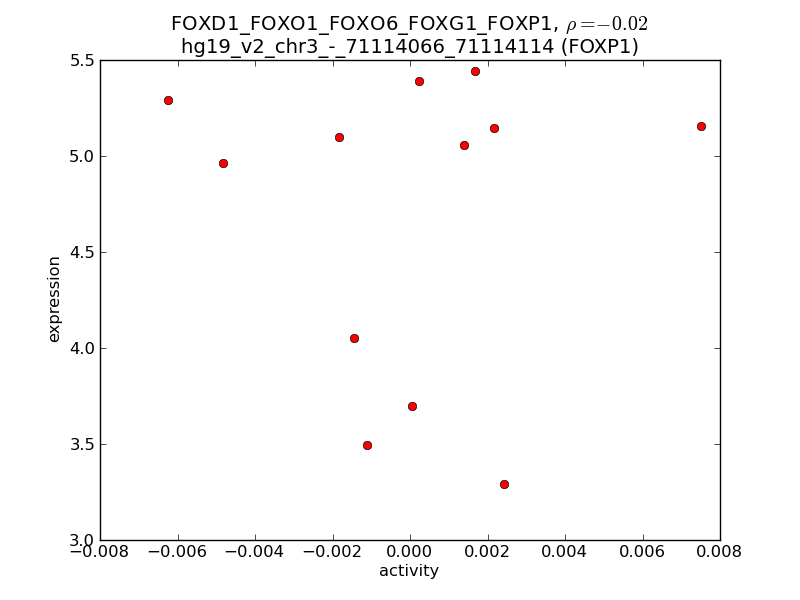 FOXD1_FOXO1_FOXO6_FOXG1_FOXP1, ρ=−0.02
hg19_v2_chr3_-_71114066_71114114 (FOXP1)
5.5
5.0
4.5
4.0
3.5
3.0
expression
−0.008 −0.006 −0.004 −0.002 0.000 0.002 0.004 0.006 0.008
activity